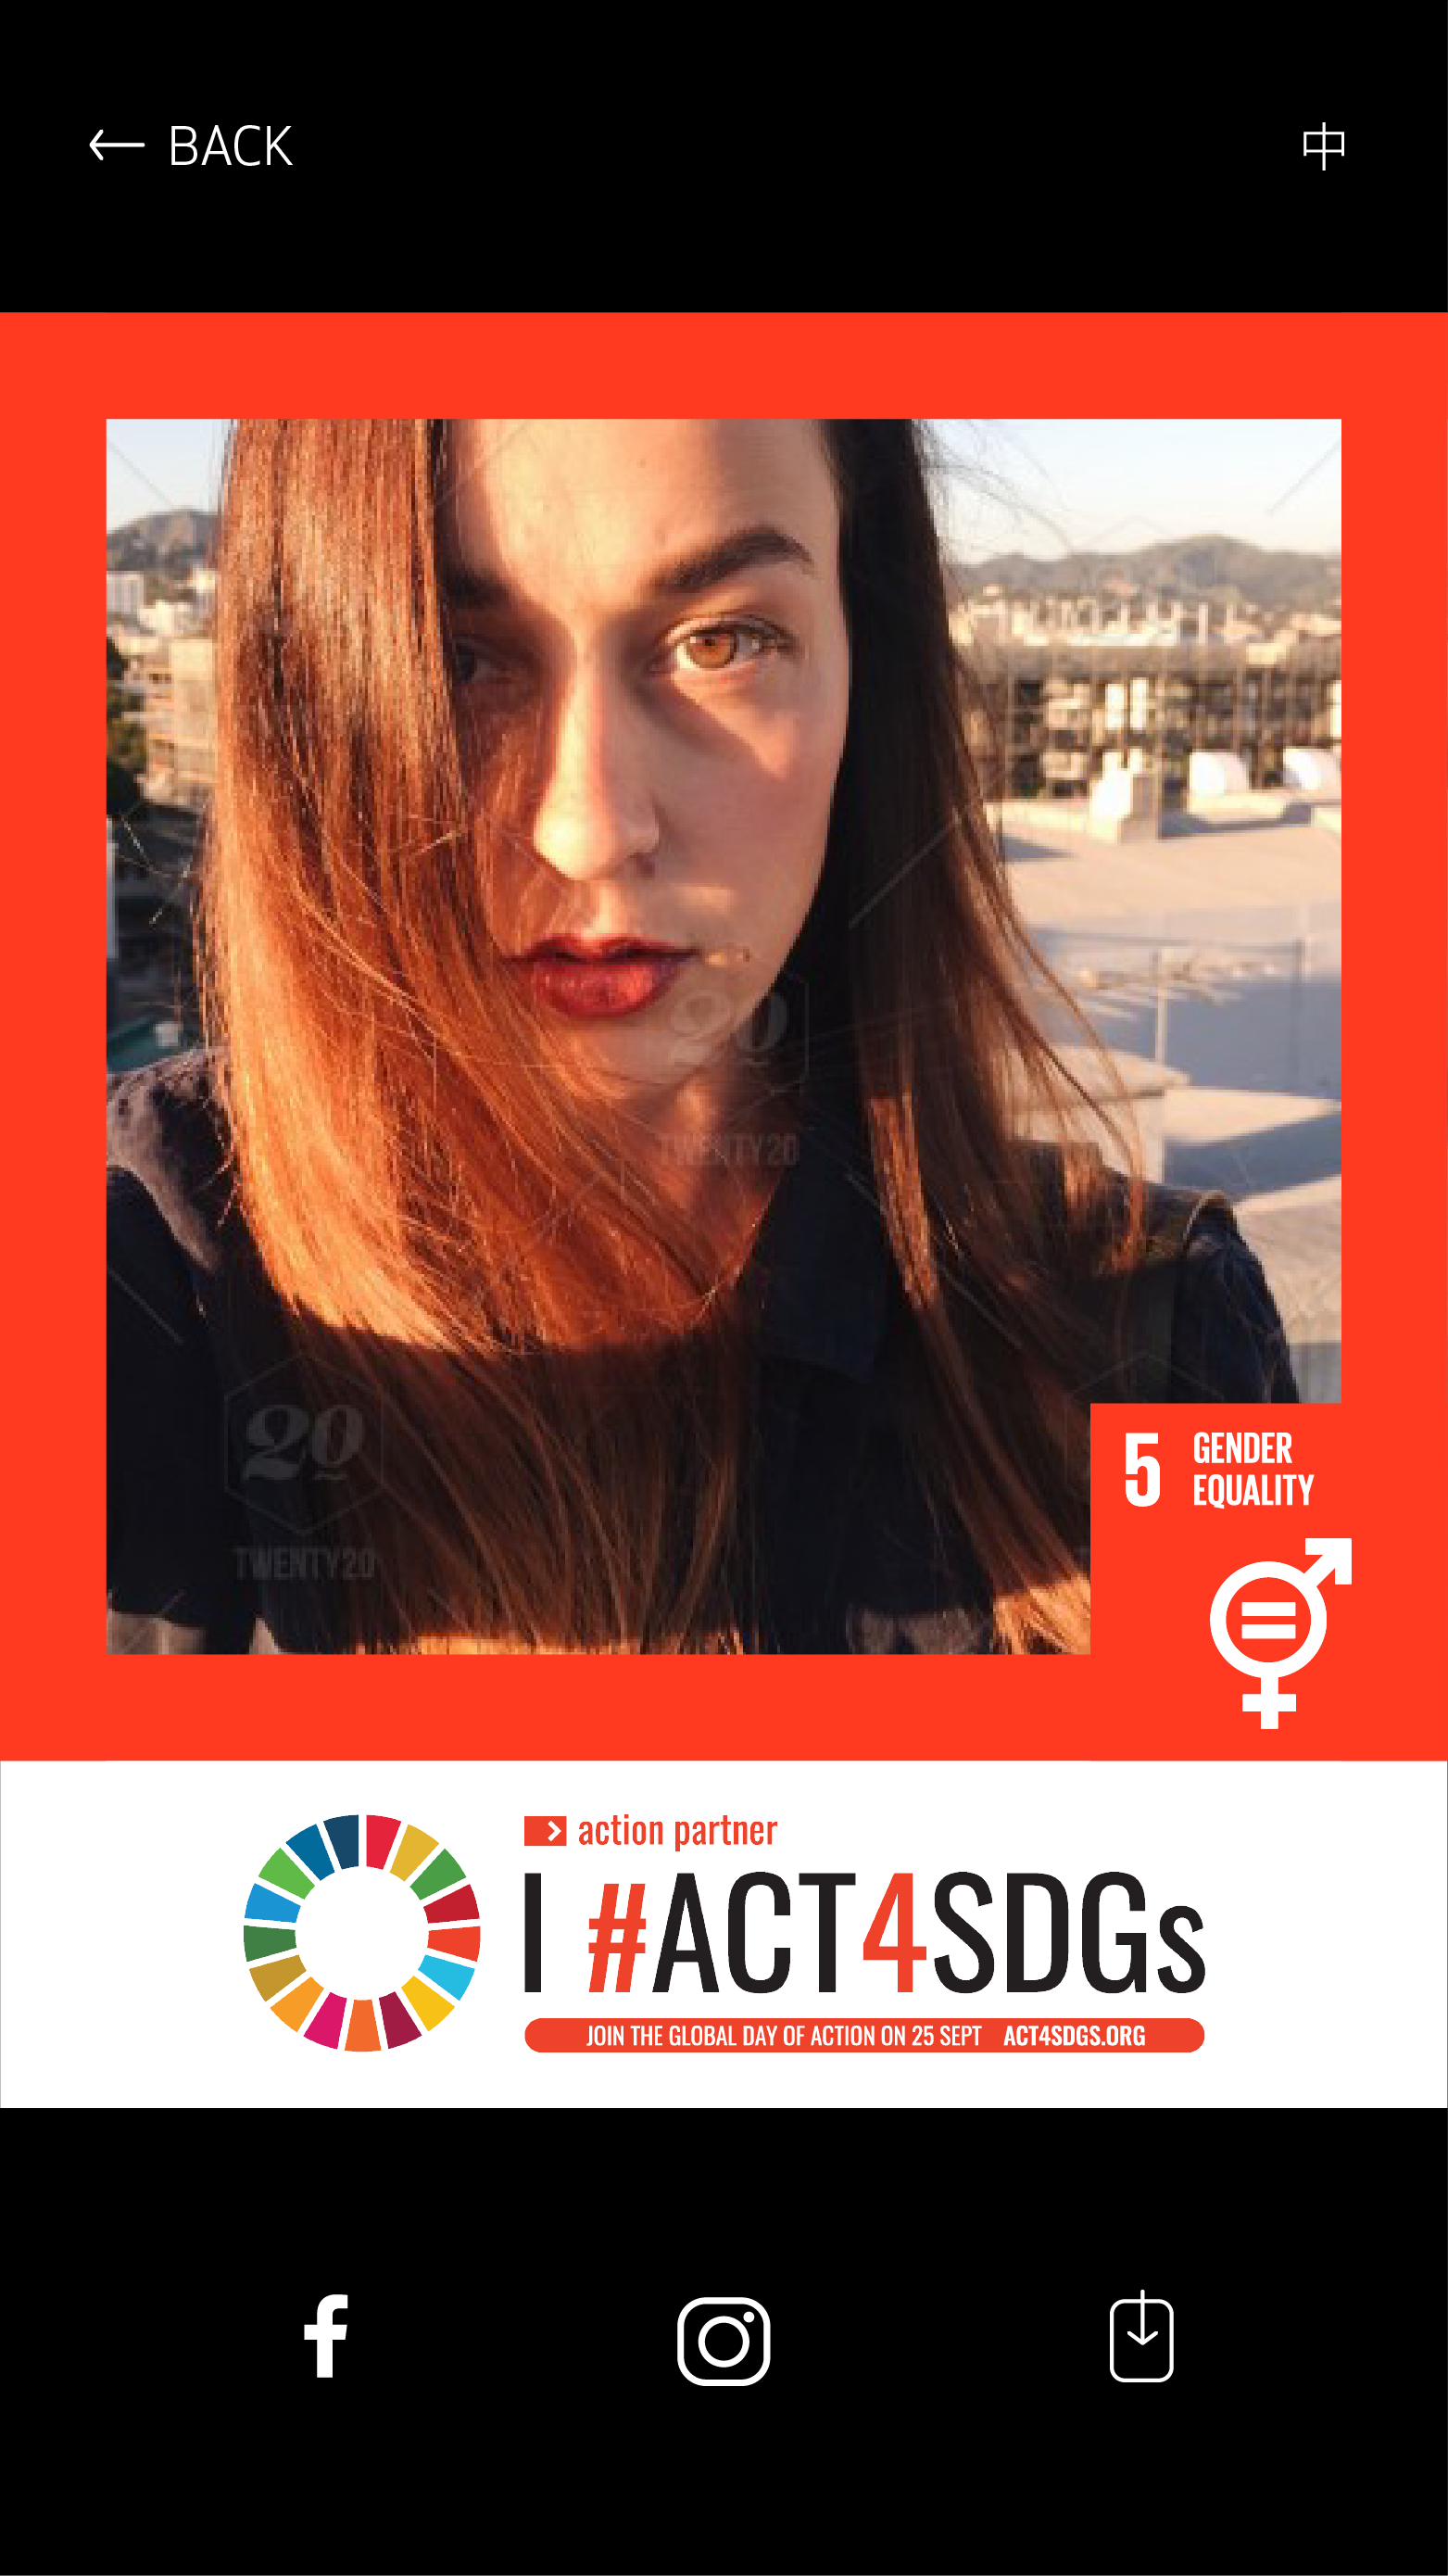 BACK
中
20
TWENTY20
20
TWENTY20
5 GENDER
EQUALITY
action partner
I #ACT4SDGs
JOIN THE GLOBAL DAY OF ACTION ON 25 SEPT ACT4SDGS.ORG